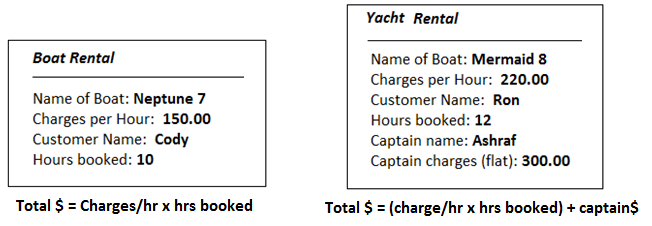 Boat Rental
Name of Boat: Neptune 7
Charges per Hour: 150.00
Customer Name: Cody
Hours booked: 10
Total $ = Charges/hr x hrs booked
Yacht Rental
Name of Boat: Mermaid 8
Charges per Hour: 220.00
Customer Name: Ron
Hours booked: 12
Captain name: Ashraf
Captain charges (flat): 300.00
Total $ = (charge/hr x hrs booked) + captain$